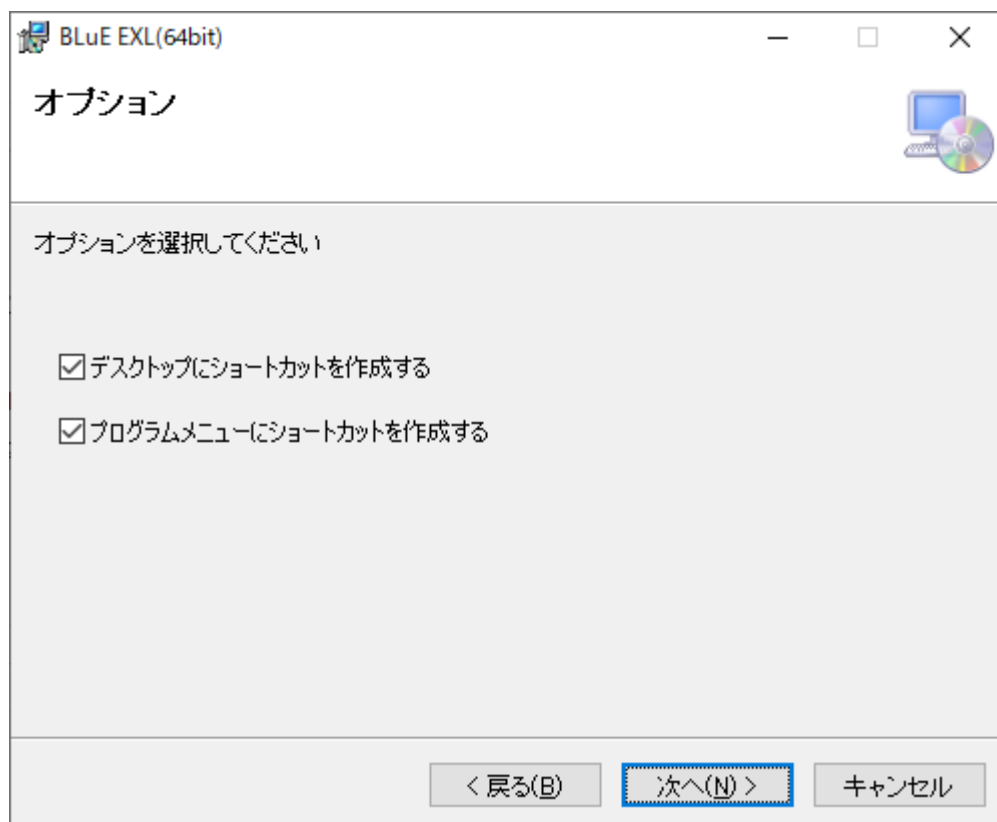 BLuE EXL(64bit)
オプション
オプションを選択してください
デスクトップにショートカットを作成する
プログラムメニューにショートカットを作成する
< 戻る(B)
次へ(N) >
キャンセル